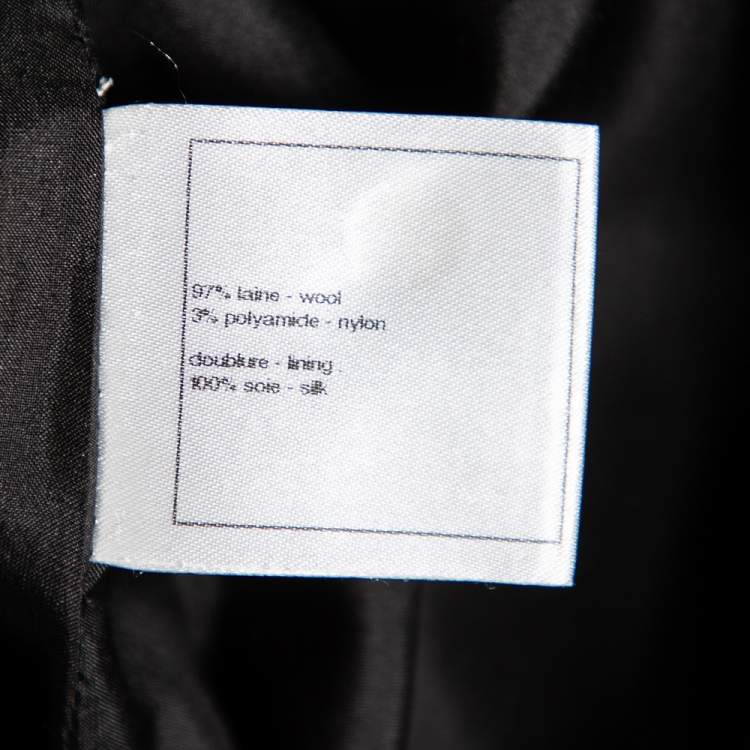 97% laine - wool
3% polyamide - nylon
doublure - lining
100% soie - silk